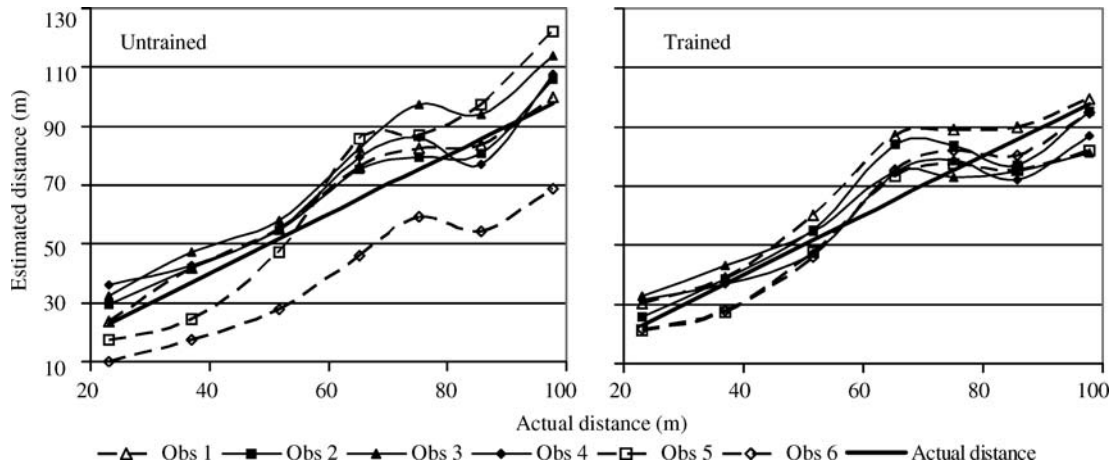 130
110
90
70
50
30
10
Estimated distance (m)
Untrained
Trained
20 40 60 80 100
20 40 60 80 100
Actual distance (m)
Obs 1 Obs 2 Obs 3 Obs 4 Obs 5 Obs 6 Actual distance